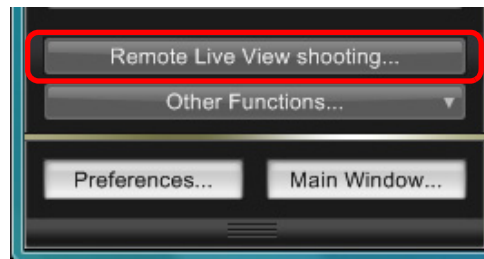 Remote Live View shooting...
Other Functions...
Preferences... Main Window...